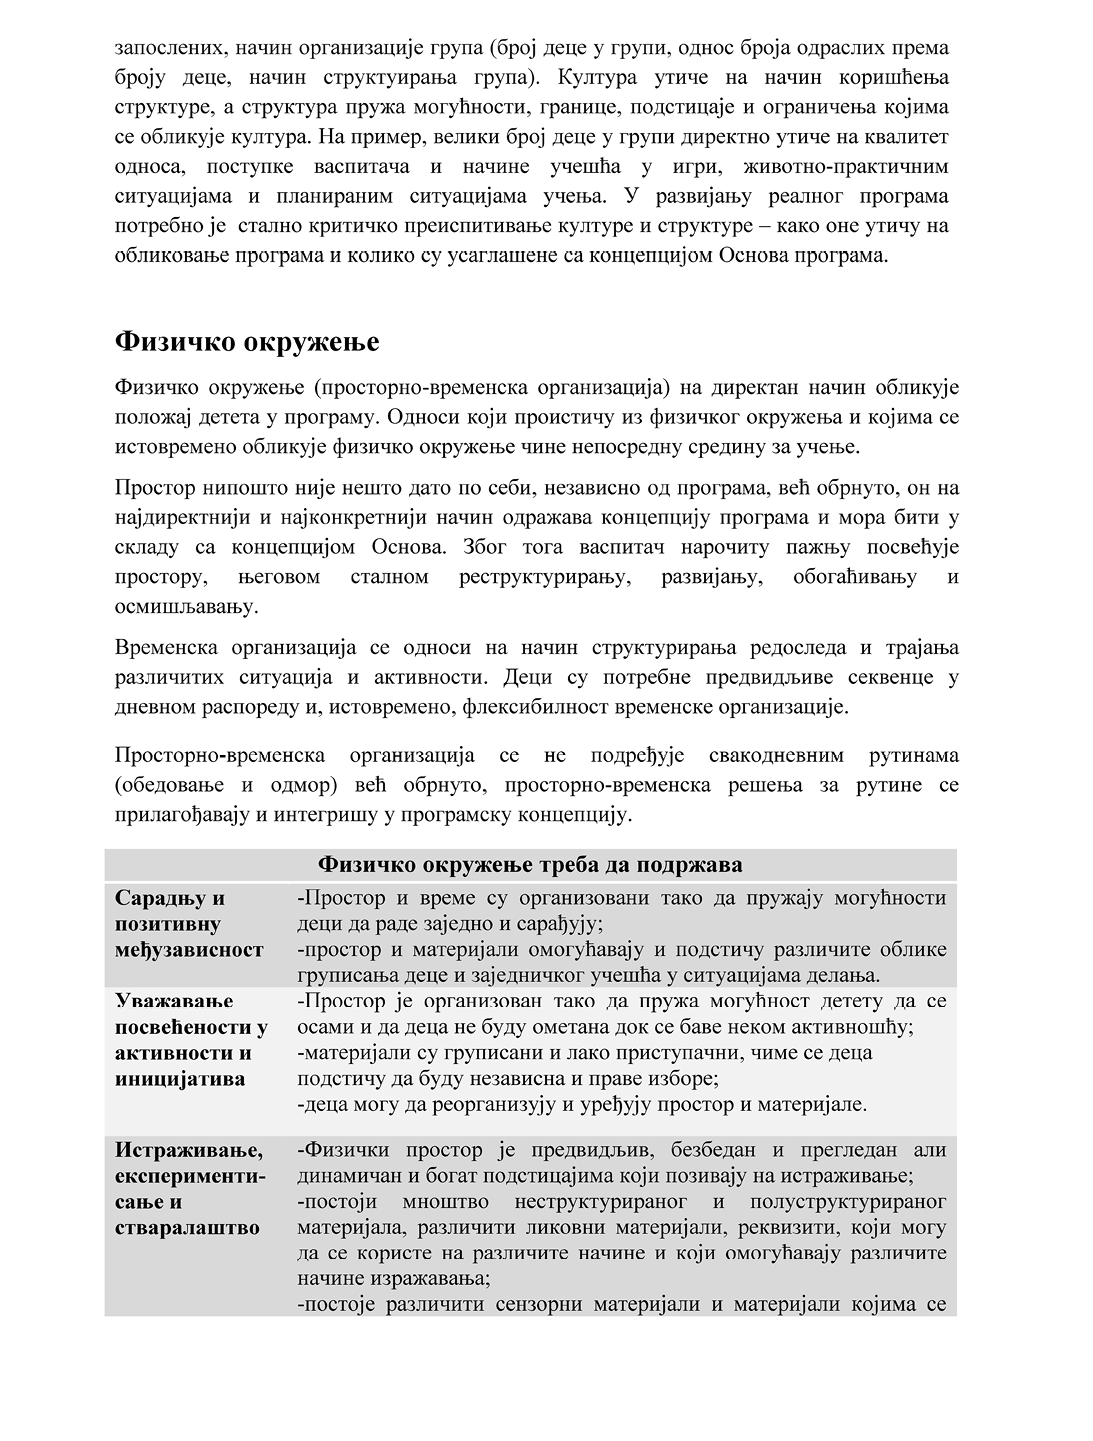 запослених, начин организације група (број деце у групи, однос броја одраслих према
броју деце, начин структуирања група). Култура утиче на начин коришћења
структуре, а структура пружа могућности, границе, подстицаје и ограничења којима
се обликује култура. На пример, велики број деце у групи директно утиче на квалитет
односа, поступке васпитача и начине учешћа у игри, животно-практичним
ситуацијама и планираним ситуацијама учења. У развијању реалног програма
потребно је стално критичко преиспитивање културе и структуре – како оне утичу на
обликовање програма и колико су усаглашене са концепцијом Основа програма.
Физичко окружење
Физичко окружење (просторно-временска организација) на директан начин обликује
положај детета у програму. Односи који проистичу из физичког окружења и којима се
истовремено обликује физичко окружење чине непосредну средину за учење.
Простор нипошто није нешто дато по себи, независно од програма, већ обрнуто, он на
најдиректнији и најконкретнији начин одражава концепцију програма и мора бити у
складу са концепцијом Основа. Због тога васпитач нарочиту пажњу посвећује
простору, његовом сталном реструктурирању, развијању, обогаћивању и
осмишљавању.
Временска организација се односи на начин структурирања редоследа и трајања
различитих ситуација и активности. Деци су потребне предвидљиве секвенце у
дневном распореду и, истовремено, флексибилност временске организације.
Просторно-временска организација се не подређује свакодневним рутинама
(обедовање и одмор) већ обрнуто, просторно-временска решења за рутине се
прилагођавају и интегришу у програмску концепцију.
Физичко окружење треба да подржава
Сарадњу и
позитивну
међузависност
-Простор и време су организовани тако да пружају могућности
деци да раде заједно и сарађују;
-простор и материјали омогућавају и подстичу различите облике
груписања деце и заједничког учешћа у ситуацијама делања.
Уважавање
посвећености у
активности и
иницијатива
-Простор је организован тако да пружа могућност детету да се
осами и да деца не буду ометана док се баве неком активношћу;
-материјали су груписани и лако приступачни, чиме се деца
подстичу да буду независна и праве изборе;
-деца могу да реорганизују и уређују простор и материјале.
Истраживање,
експерименти-
сање и
стваралаштво
-Физички простор је предвидљив, безбедан и прегледан али
динамичан и богат подстицајима који позивају на истраживање;
-постоји мноштво неструктурираног и полуструктурираног
материјала, различити ликовни материјали, реквизити, који могу
да се користе на различите начине и који омогућавају различите
начине изражавања;
-постоје различити сензорни материјали и материјали којима се